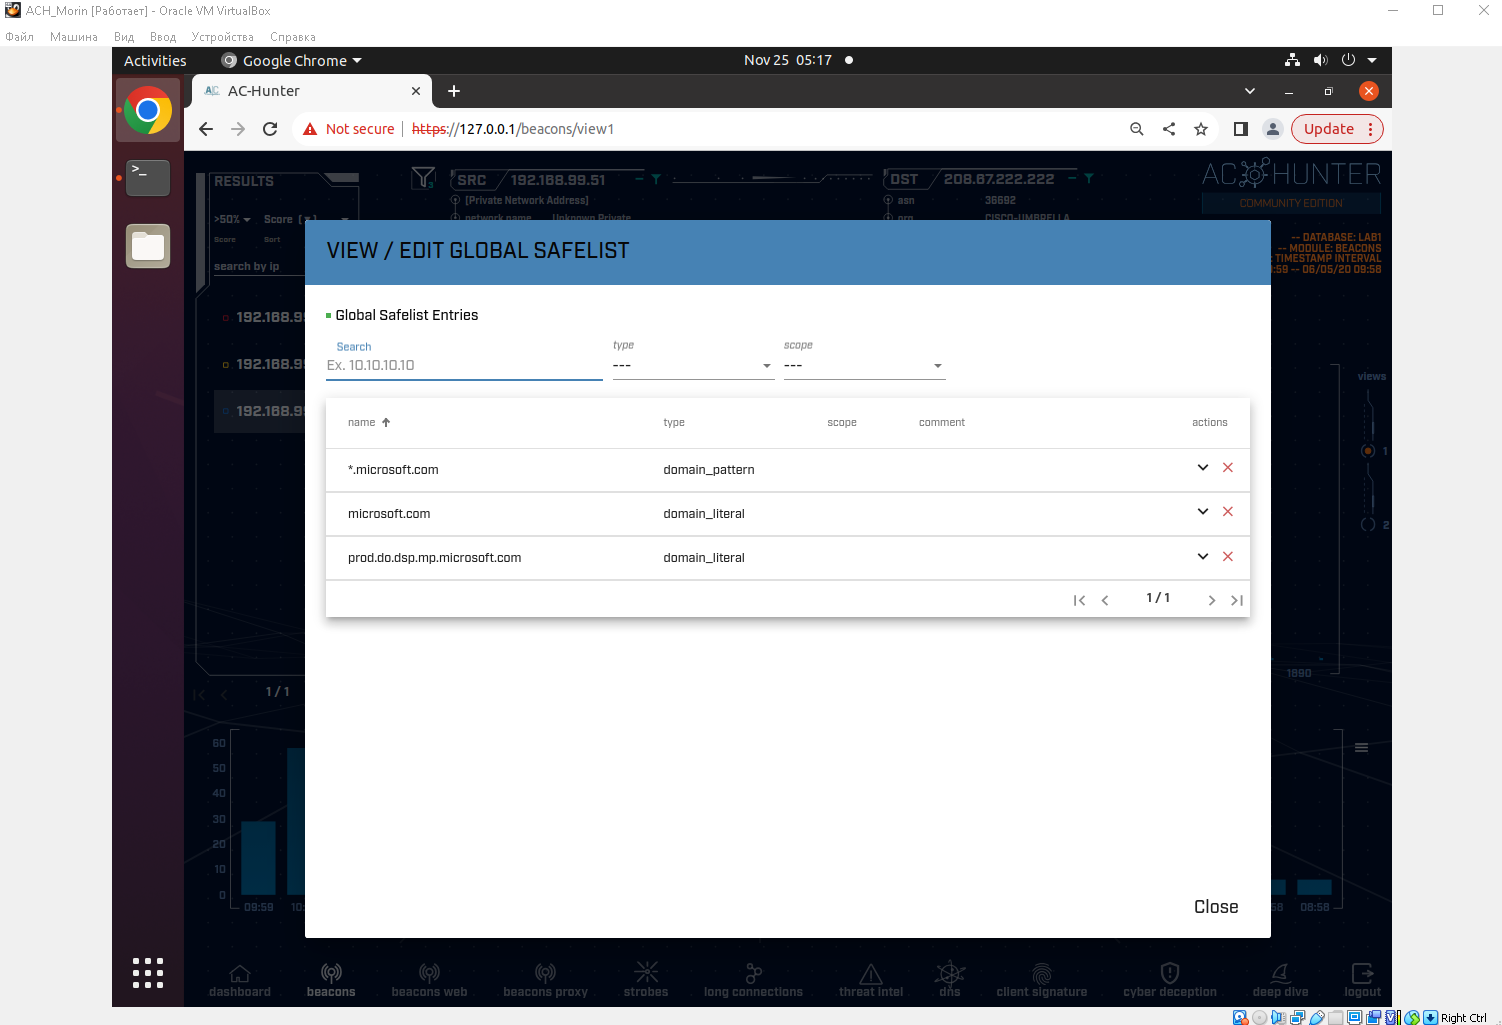 ACH_Morin [Работает] - Oracle VM VirtualBox
Файл Машина Вид Ввод Устройства Справка
Activities Google Chrome Nov 25 05:17
AC-Hunter
Not secure https://127.0.0.1/beacons/view1 Update
RESULTS
>50% Score
Score Sort
search by ip
192.168.9
192.168.9
192.168.9
1 / 1
3
SRC 192.168.99.51
[Private Network Address]
network name Unknown Private
DST 208.67.222.222
asn 36692
org CISCO-UMBRELLA
AC HUNTER
COMMUNITY EDITION
-- DATABASE: LAB1
-- MODULE: BEACONS
TIMESTAMP INTERVAL
:59 -- 06/05/20 09:58
VIEW / EDIT GLOBAL SAFELIST
Global Safelist Entries
Search type scope
Ex. 10.10.10.10 --- ---
name type scope comment actions
*.microsoft.com domain_pattern
microsoft.com domain_literal
prod.do.dsp.mp.microsoft.com domain_literal
1 / 1
Close
views
1
2
1890
60
50
40
30
20
10
0
09:59 10: 58 08:58
dashboard beacons beacons web beacons proxy strobes long connections threat intel dns client signature cyber deception deep dive logout
Right Ctrl